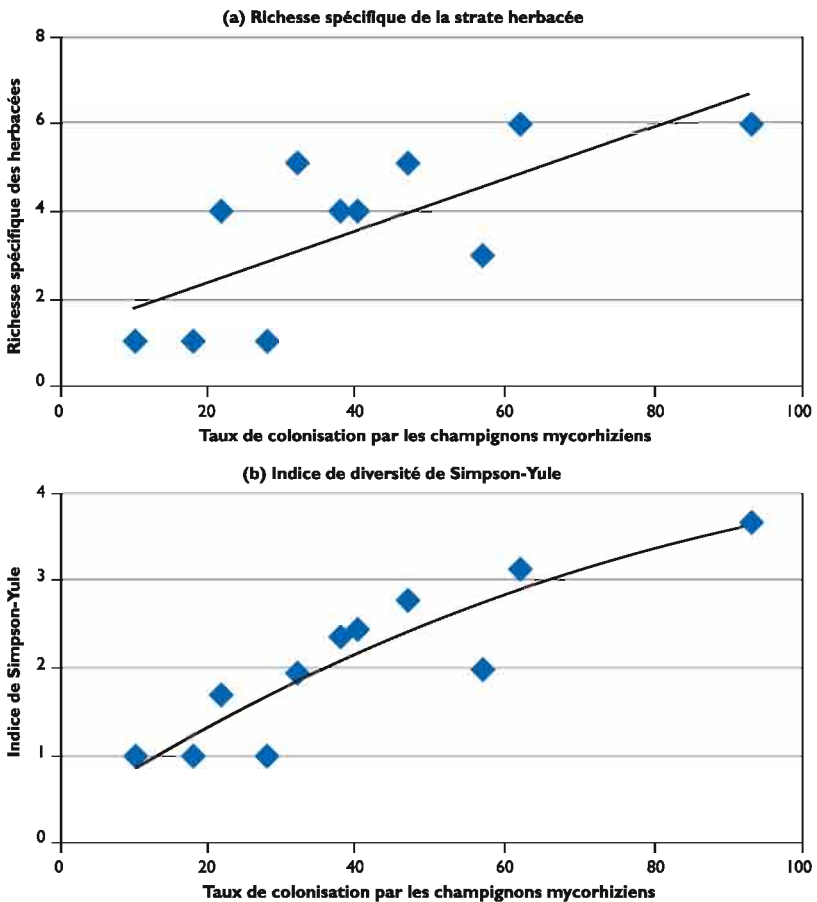 (a) Richesse spécifique de la strate herbacée
8
6
4
2
0
Richesse spécifique des herbacées
0 20 40 60 80 100
Taux de colonisation par les champignons mycorhiziens
(b) Indice de diversité de Simpson-Yule
4
3
2
1
0
Indice de Simpson-Yule
0 20 40 60 80 100
Taux de colonisation par les champignons mycorhiziens